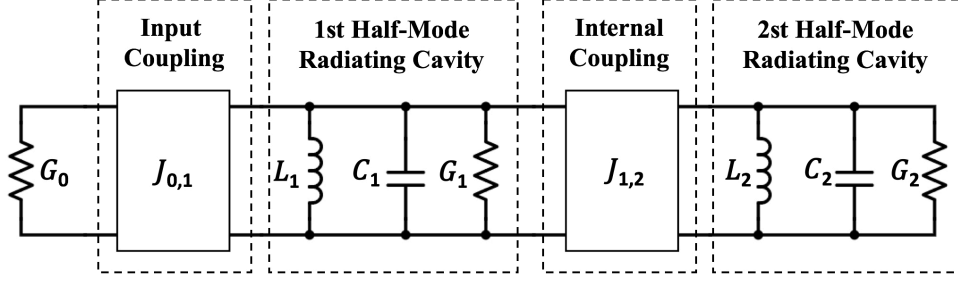 Input
Coupling
1st Half-Mode
Radiating Cavity
Internal
Coupling
2st Half-Mode
Radiating Cavity
G₀
J₀,₁
L₁
C₁
G₁
J₁,₂
L₂
C₂
G₂